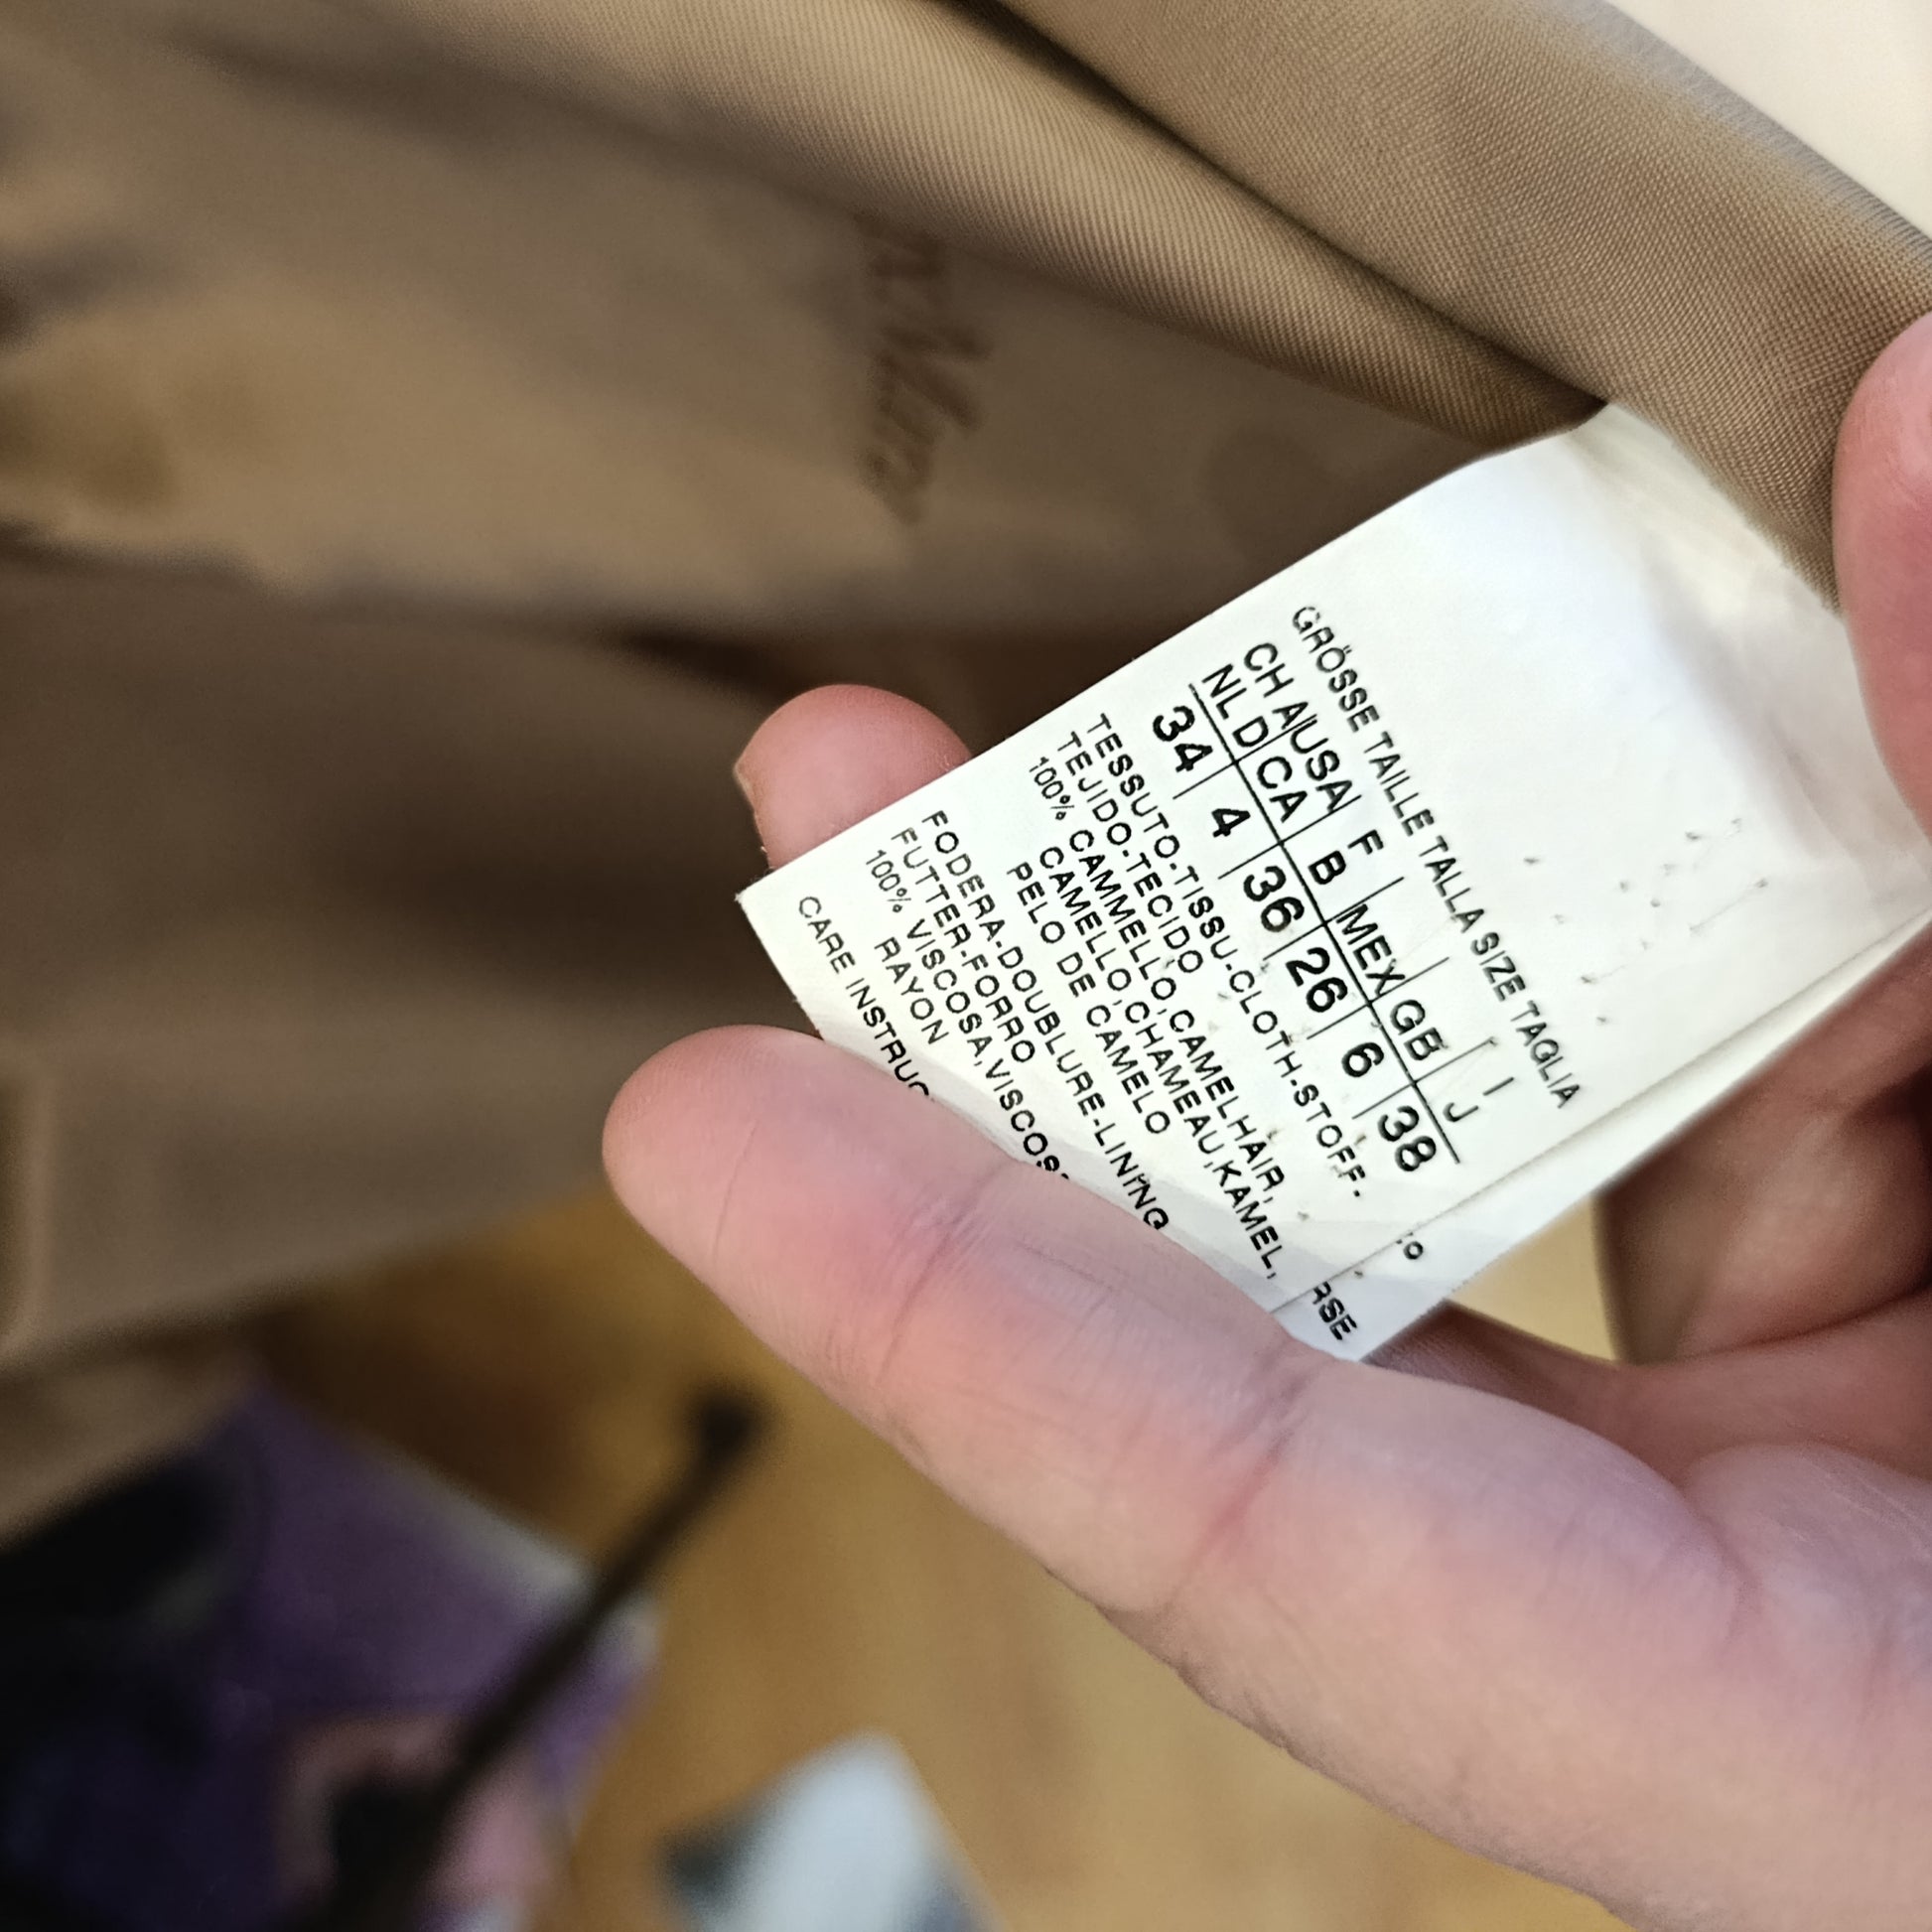 GRÖSSE TAILLE TALLA SIZE TAGLIA
CH A USA F I
NL D CA B MEX GB J
34 4 36 26 6 38
TESSUTO-TISSU-CLOTH-STOFF-
TEJIDO-TECIDO
100% CAMMELLO,CAMELHAIR,
CAMELLO,CHAMEAU,KAMEL,
PELO DE CAMELO
FODERA-DOUBLURE-LINING
FUTTER-FORRO
100% VISCOSA,VISCOS
RAYON
CARE INSTRUC